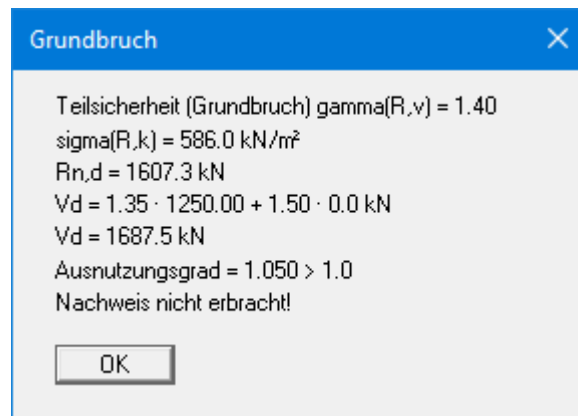 Grundbruch
Teilsicherheit (Grundbruch) gamma(R,v) = 1.40
sigma(R,k) = 586.0 kN/m²
Rn,d = 1607.3 kN
Vd = 1.35 · 1250.00 + 1.50 · 0.0 kN
Vd = 1687.5 kN
Ausnutzungsgrad = 1.050 > 1.0
Nachweis nicht erbracht!
OK